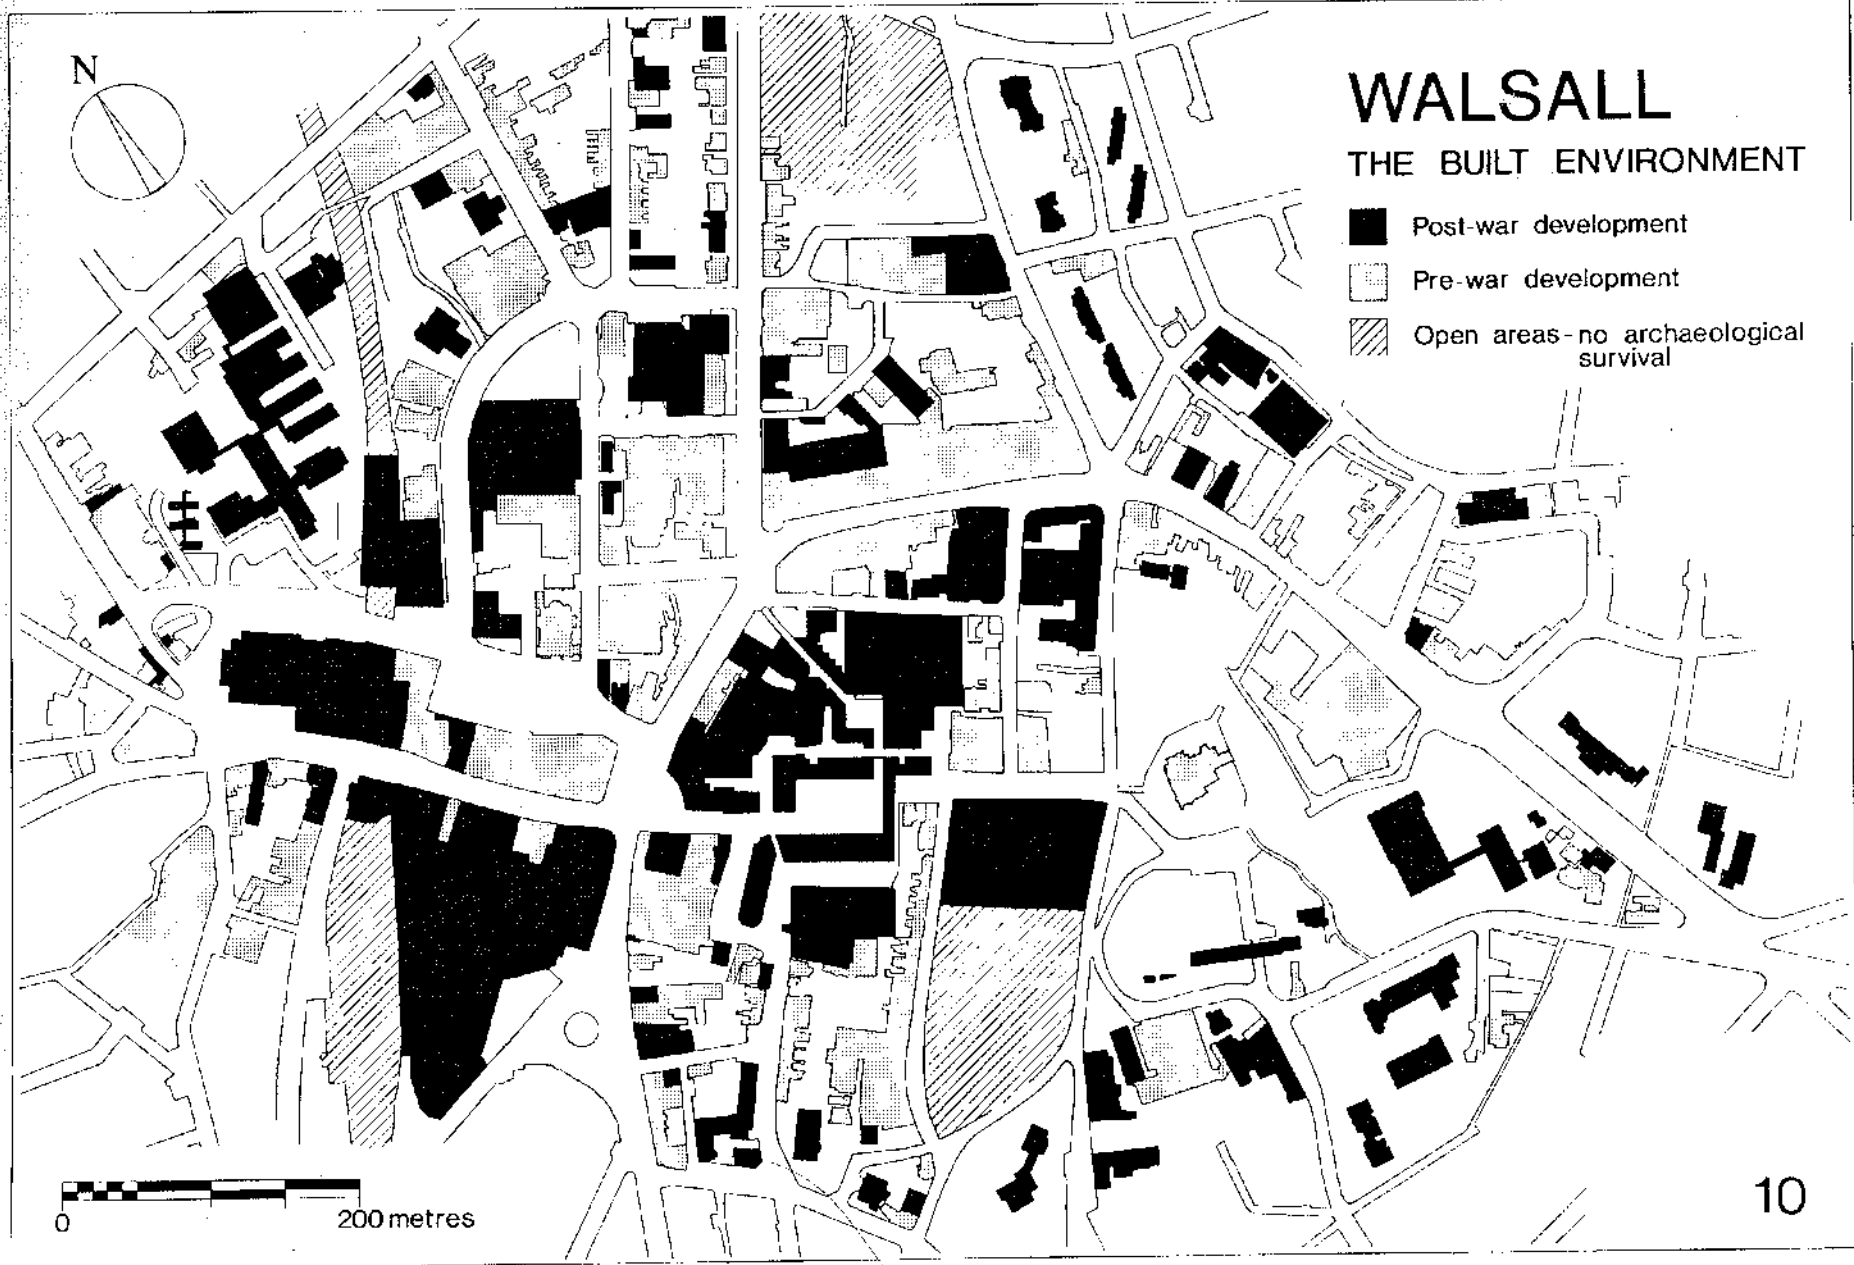 N
WALSALL
THE BUILT ENVIRONMENT
Post-war development
Pre-war development
Open areas-no archaeological
survival
0
200 metres
10